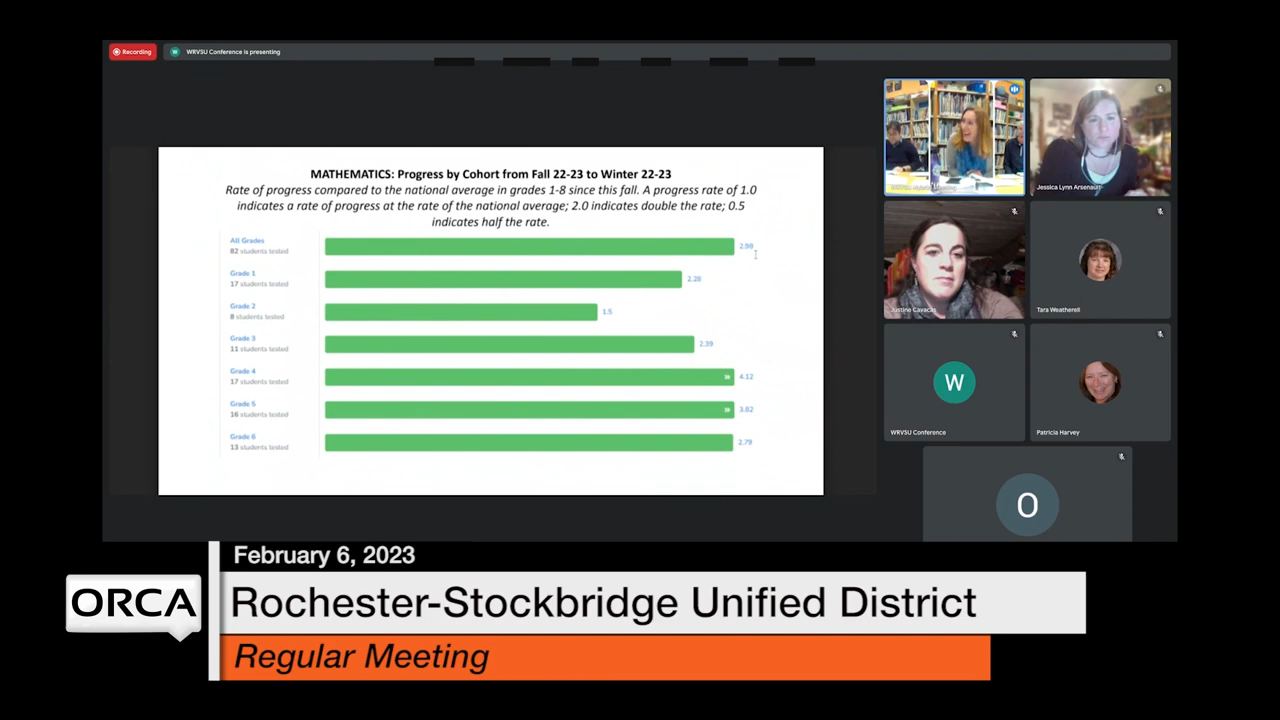 Recording
W
WRVSU Conference is presenting
MATHEMATICS: Progress by Cohort from Fall 22-23 to Winter 22-23
Rate of progress compared to the national average in grades 1-8 since this fall. A progress rate of 1.0
indicates a rate of progress at the rate of the national average; 2.0 indicates double the rate; 0.5
indicates half the rate.
All Grades
82 students tested
2.98
Grade 1
17 students tested
2.28
Grade 2
8 students tested
1.5
Grade 3
11 students tested
2.39
Grade 4
17 students tested
4.12
Grade 5
16 students tested
3.82
Grade 6
13 students tested
2.79
Jessica Lynn Arsenault
Justine Cavacas
Tara Weatherell
W
WRVSU Conference
Patricia Harvey
O
February 6, 2023
ORCA
Rochester-Stockbridge Unified District
Regular Meeting